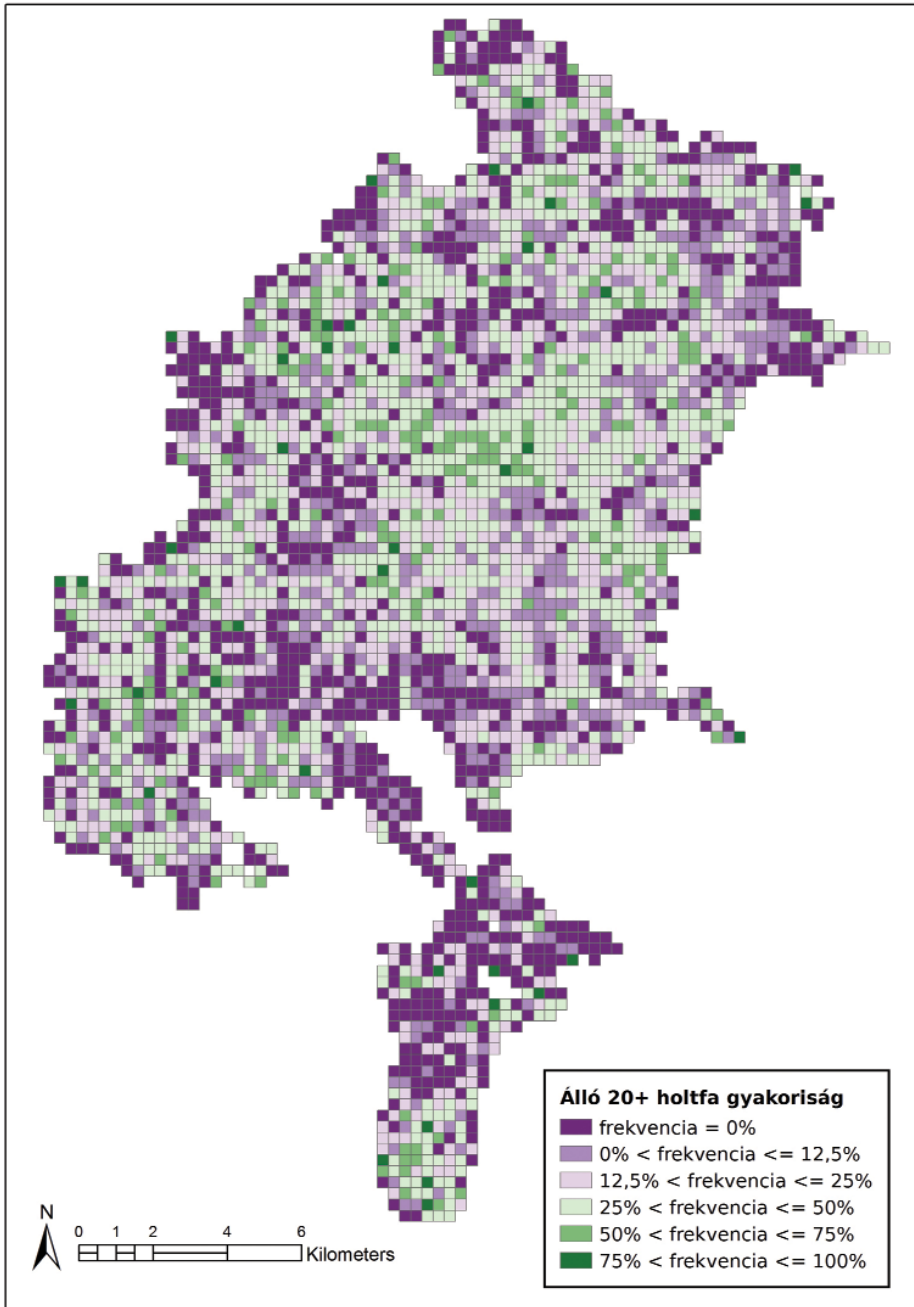 Álló 20+ holtfa gyakoriság
frekvencia = 0%
0% < frekvencia <= 12,5%
12,5% < frekvencia <= 25%
25% < frekvencia <= 50%
50% < frekvencia <= 75%
75% < frekvencia <= 100%
N
0 1 2 4 6
Kilometers